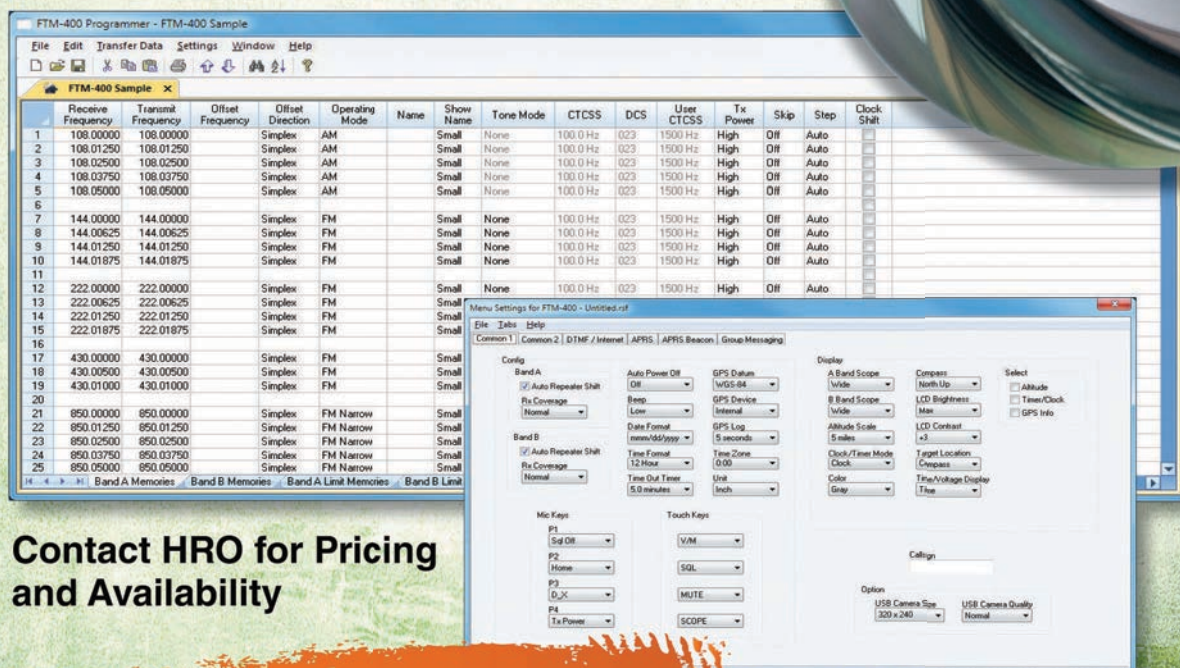 FTM-400 Programmer - FTM-400 Sample
File Edit Transfer Data Settings Window Help
FTM-400 Sample x
Receive Frequency Transmit Frequency Offset Frequency Offset Direction Operating Mode Name Show Name Tone Mode CTCSS DCS User CTCSS Tx Power Skip Step Clock Shift
1 108.00000 108.00000 Simplex AM Small None 100.0 Hz 023 1500 Hz High Off Auto
2 108.01250 108.01250 Simplex AM Small None 100.0 Hz 023 1500 Hz High Off Auto
3 108.02500 108.02500 Simplex AM Small None 100.0 Hz 023 1500 Hz High Off Auto
4 108.03750 108.03750 Simplex AM Small None 100.0 Hz 023 1500 Hz High Off Auto
5 108.05000 108.05000 Simplex AM Small None 100.0 Hz 023 1500 Hz High Off Auto
6
7 144.00000 144.00000 Simplex FM Small None 100.0 Hz 023 1500 Hz High Off Auto
8 144.00625 144.00625 Simplex FM Small None 100.0 Hz 023 1500 Hz High Off Auto
9 144.01250 144.01250 Simplex FM Small None 100.0 Hz 023 1500 Hz High Off Auto
10 144.01875 144.01875 Simplex FM Small None 100.0 Hz 023 1500 Hz High Off Auto
11
12 222.00000 222.00000 Simplex FM Small None 100.0 Hz 023 1500 Hz High Off Auto
13 222.00625 222.00625 Simplex FM Small
14 222.01250 222.01250 Simplex FM Small
15 222.01875 222.01875 Simplex FM Small
16
17 430.00000 430.00000 Simplex FM Small
18 430.00500 430.00500 Simplex FM Small
19 430.01000 430.01000 Simplex FM Small
20
21 850.00000 850.00000 Simplex FM Narrow Small
22 850.01250 850.01250 Simplex FM Narrow Small
23 850.02500 850.02500 Simplex FM Narrow Small
24 850.03750 850.03750 Simplex FM Narrow Small
25 850.05000 850.05000 Simplex FM Narrow Small
Band A Memories Band B Memories Band A Limit Memories Band B Limit
Menu Settings for FTM-400 - Untitled.rsf
File Tabs Help
Common 1 Common 2 DTMF / Internet APRS APRS Beacon Group Messaging
Config
Band A
Auto Repeater Shift
Rx Coverage
Normal
Band B
Auto Repeater Shift
Rx Coverage
Normal
Auto Power Off
Off
Beep
Low
Date Format
mmm/dd/yyyy
Time Format
12 Hour
Time Out Timer
5.0 minutes
GPS Datum
WGS-84
GPS Device
Internal
GPS Log
5 seconds
Time Zone
0:00
Unit
Inch
Display
A Band Scope
Wide
B Band Scope
Wide
Altitude Scale
5 miles
Clock/Timer Mode
Clock
Color
Gray
Compass
North Up
LCD Brightness
Max
LCD Contrast
+3
Target Location
Compass
Time/Voltage Display
Time
Select
Altitude
Timer/Clock
GPS Info
Mic Keys
P1
Sql Off
P2
Home
P3
D_X
P4
Tx Power
Touch Keys
V/M
SQL
MUTE
SCOPE
Callsign
Option
USB Camera Size
320 x 240
USB Camera Quality
Normal
Contact HRO for Pricing
and Availability